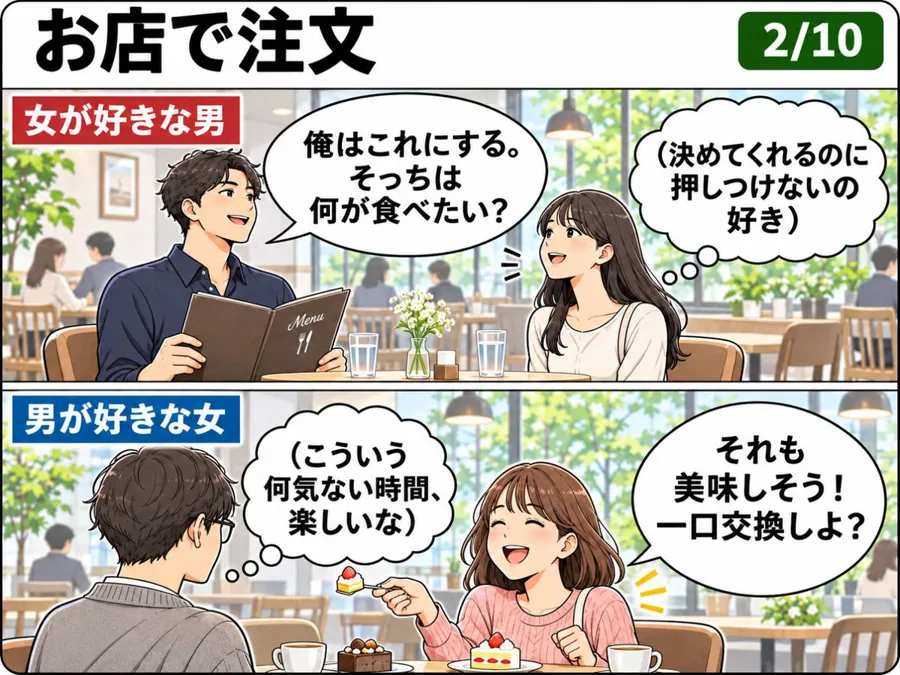 お店で注文
2/10
女が好きな男
俺はこれにする。
そっちは
何が食べたい?
(決めてくれるのに
押しつけないの
好き)
Menu
男が好きな女
(こういう
何気ない時間、
楽しいな)
それも
美味しそう!
一口交換しよ?